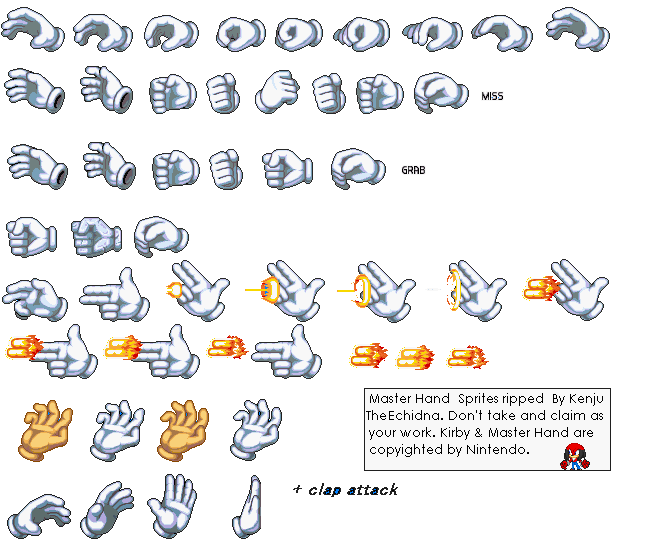 MISS
GRAB
Master Hand Sprites ripped By Kenju
TheEchidna. Don't take and claim as
your work. Kirby & Master Hand are
copyighted by Nintendo.
+ clap attack